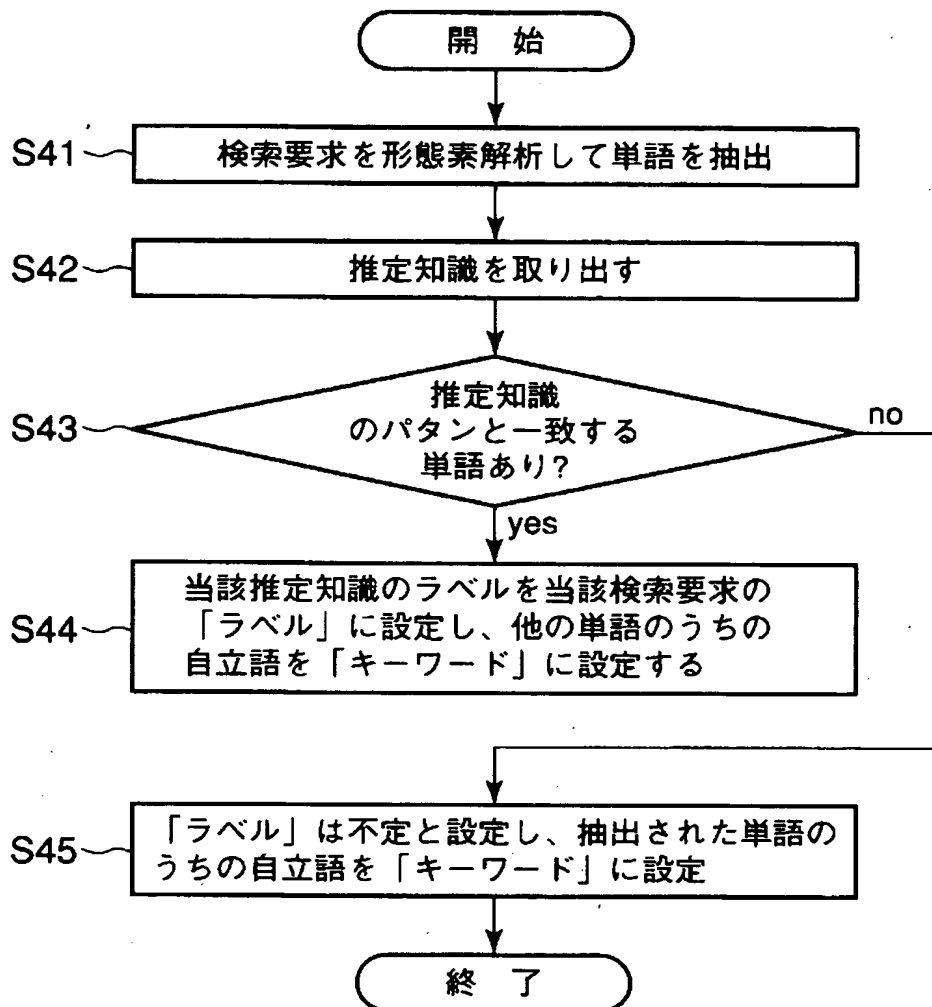 開 始
S41
検索要求を形態素解析して単語を抽出
S42
推定知識を取り出す
S43
推定知識
のパタンと一致する
単語あり?
no
yes
S44
当該推定知識のラベルを当該検索要求の
「ラベル」に設定し、他の単語のうちの
自立語を「キーワード」に設定する
S45
「ラベル」は不定と設定し、抽出された単語の
うちの自立語を「キーワード」に設定
終 了